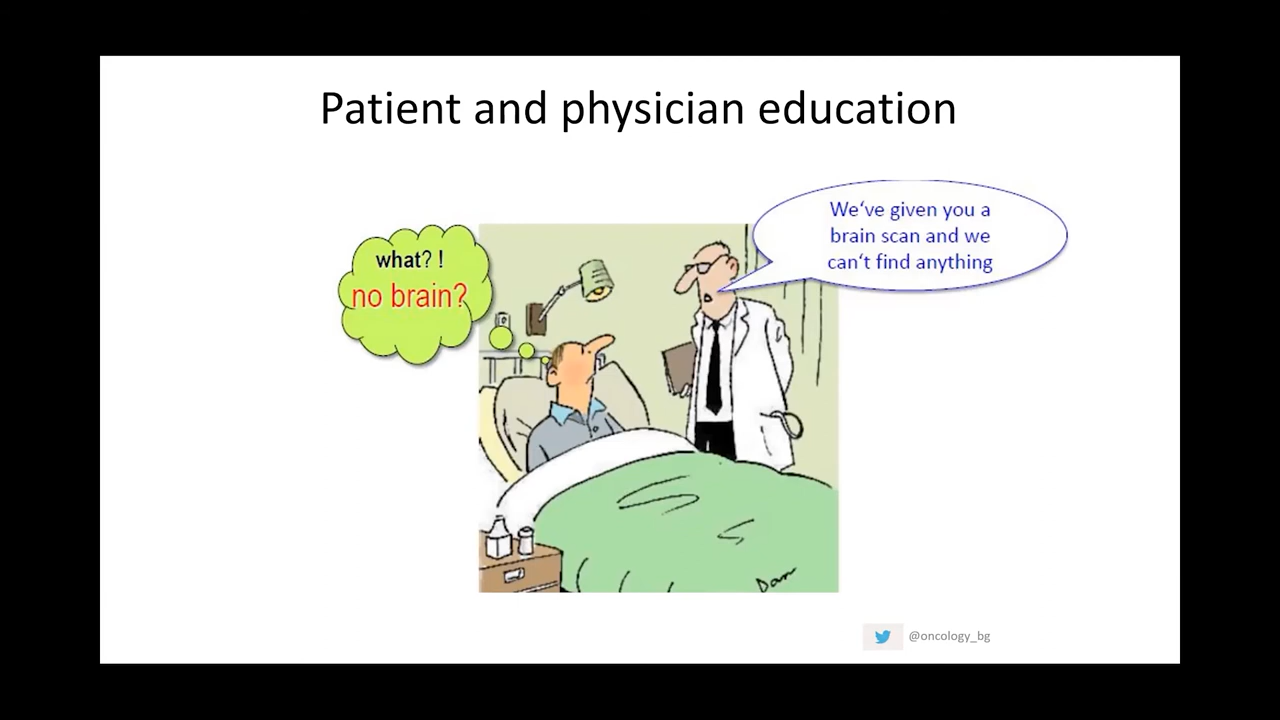 Patient and physician education
We‘ve given you a
brain scan and we
can‘t find anything
what? !
no brain?
Dan
@oncology_bg